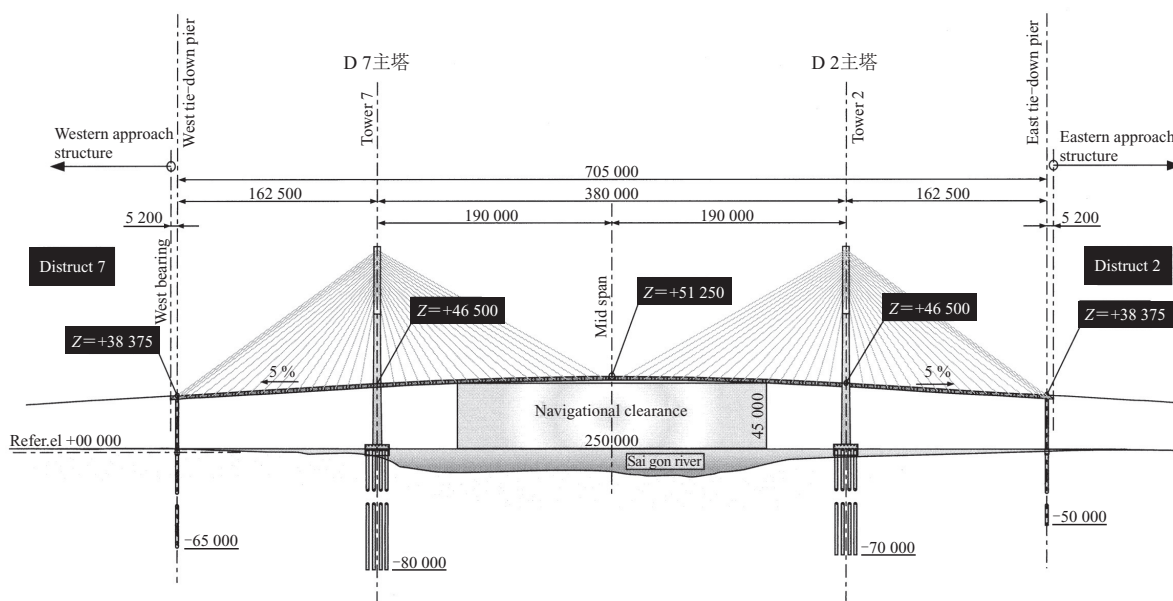 West tie-down pier
D 7主塔
Tower 7
D 2主塔
Tower 2
East tie-down pier
Western approach
structure
Eastern approach
structure
705 000
162 500
380 000
162 500
5 200
190 000
190 000
5 200
District 7
West bearing
Mid span
Distruct 2
Z=+38 375
Z=+46 500
Z=+51 250
Z=+46 500
Z=+38 375
5 %
5 %
Navigational clearance
45 000
Refer.el +00 000
250 000
Sai gon river
-65 000
-80 000
-70 000
-50 000